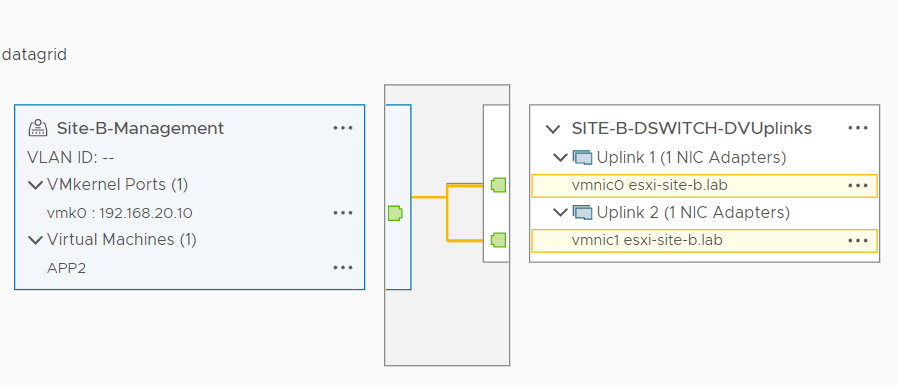 datagrid
Site-B-Management
VLAN ID: --
VMkernel Ports (1)
vmk0 : 192.168.20.10
Virtual Machines (1)
APP2
SITE-B-DSWITCH-DVUplinks
Uplink 1 (1 NIC Adapters)
vmnic0 esxi-site-b.lab
Uplink 2 (1 NIC Adapters)
vmnic1 esxi-site-b.lab